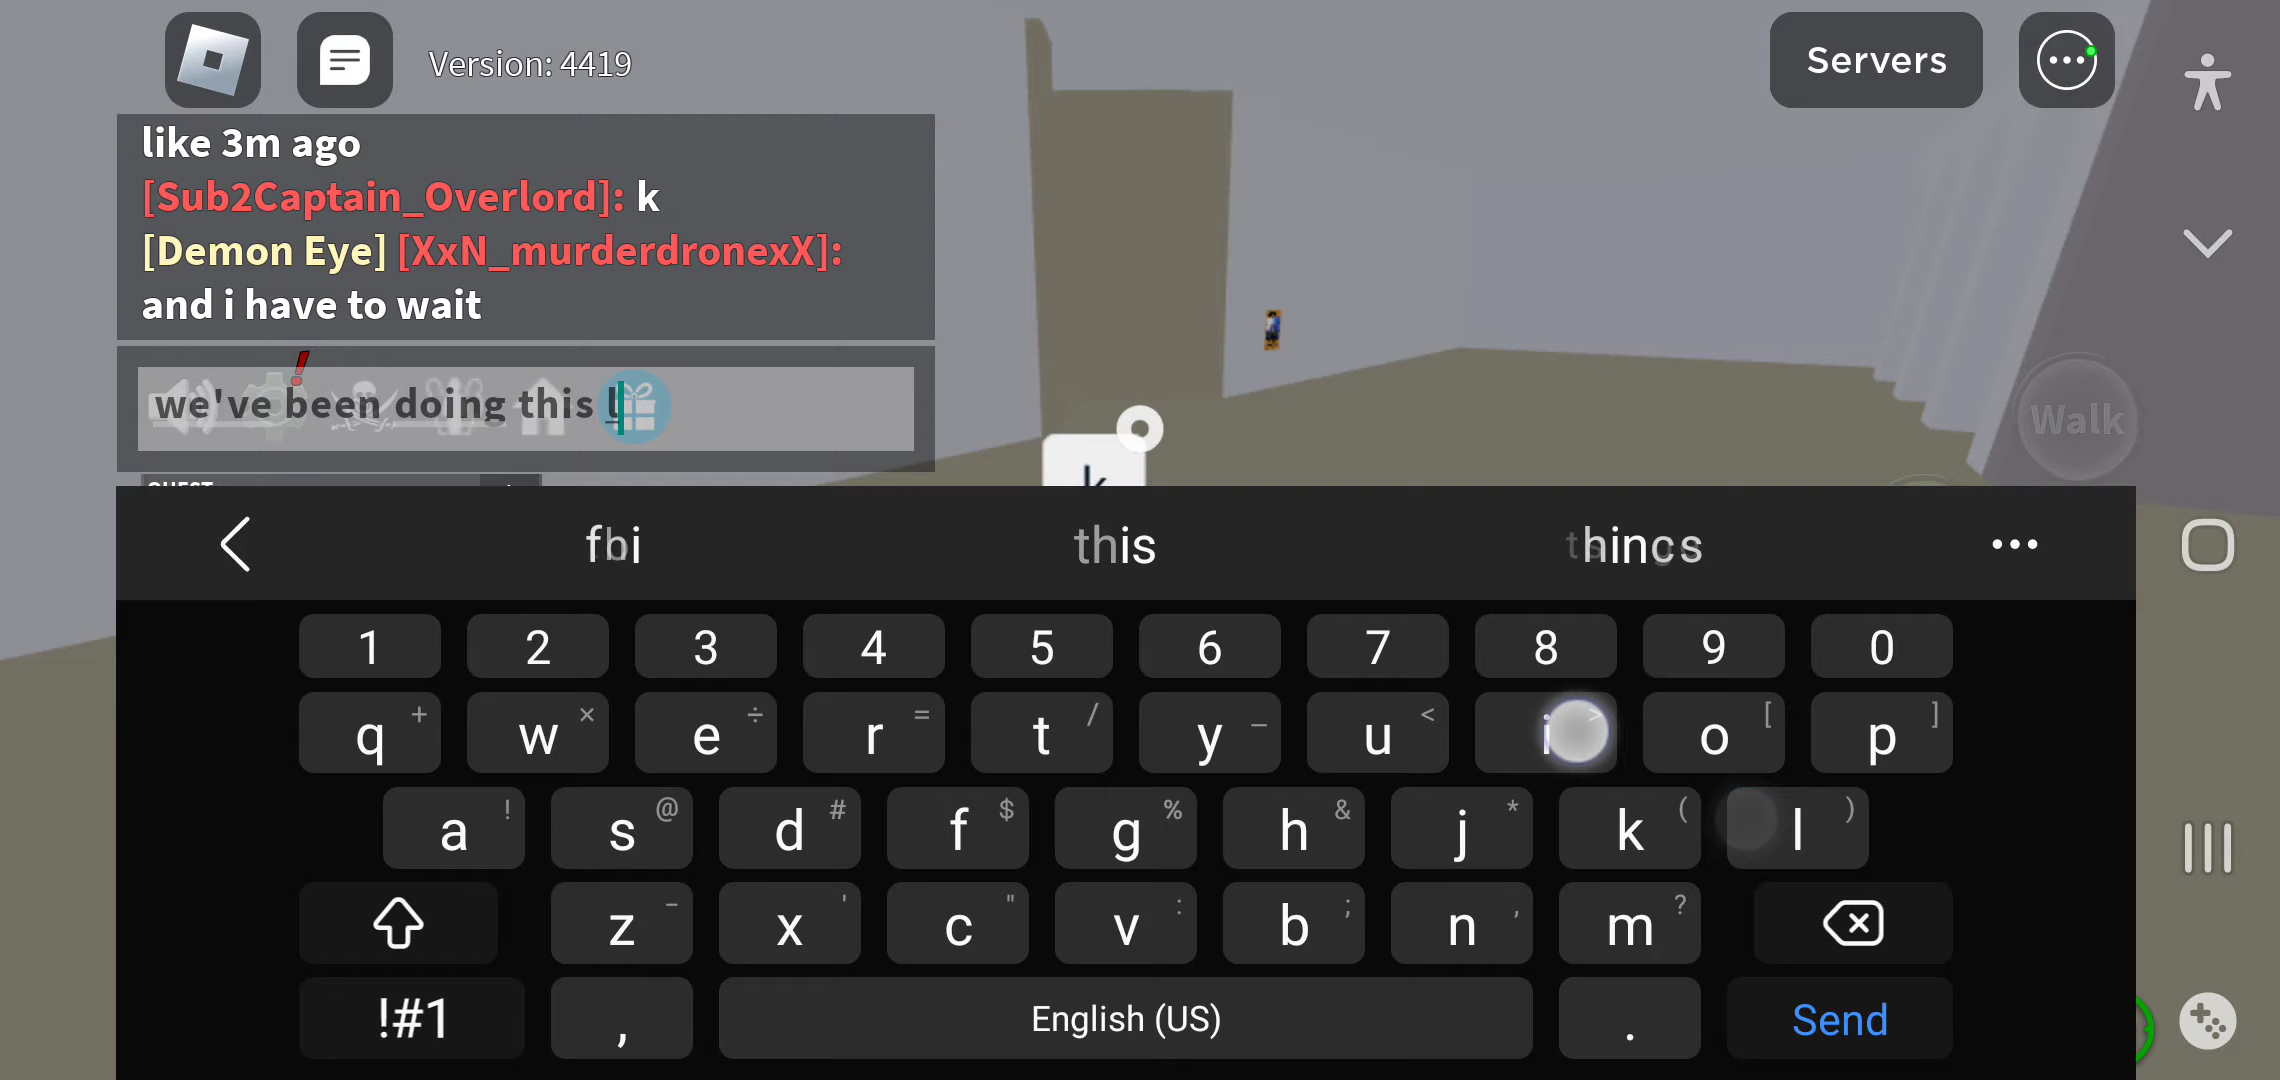 Version: 4419
Servers
like 3m ago
[Sub2Captain_Overlord]: k
[Demon Eye] [XxN_murderdronexX]:
and i have to wait
we've been doing this l
Walk
QUEST
k
this
1 2 3 4 5 6 7 8 9 0
q + w × e ÷ r = t / y _ u < i > o [ p ]
a ! s @ d # f $ g % h & j * k ( l )
z - x ' c " v : b ; n , m ?
!#1 , English (US) . Send